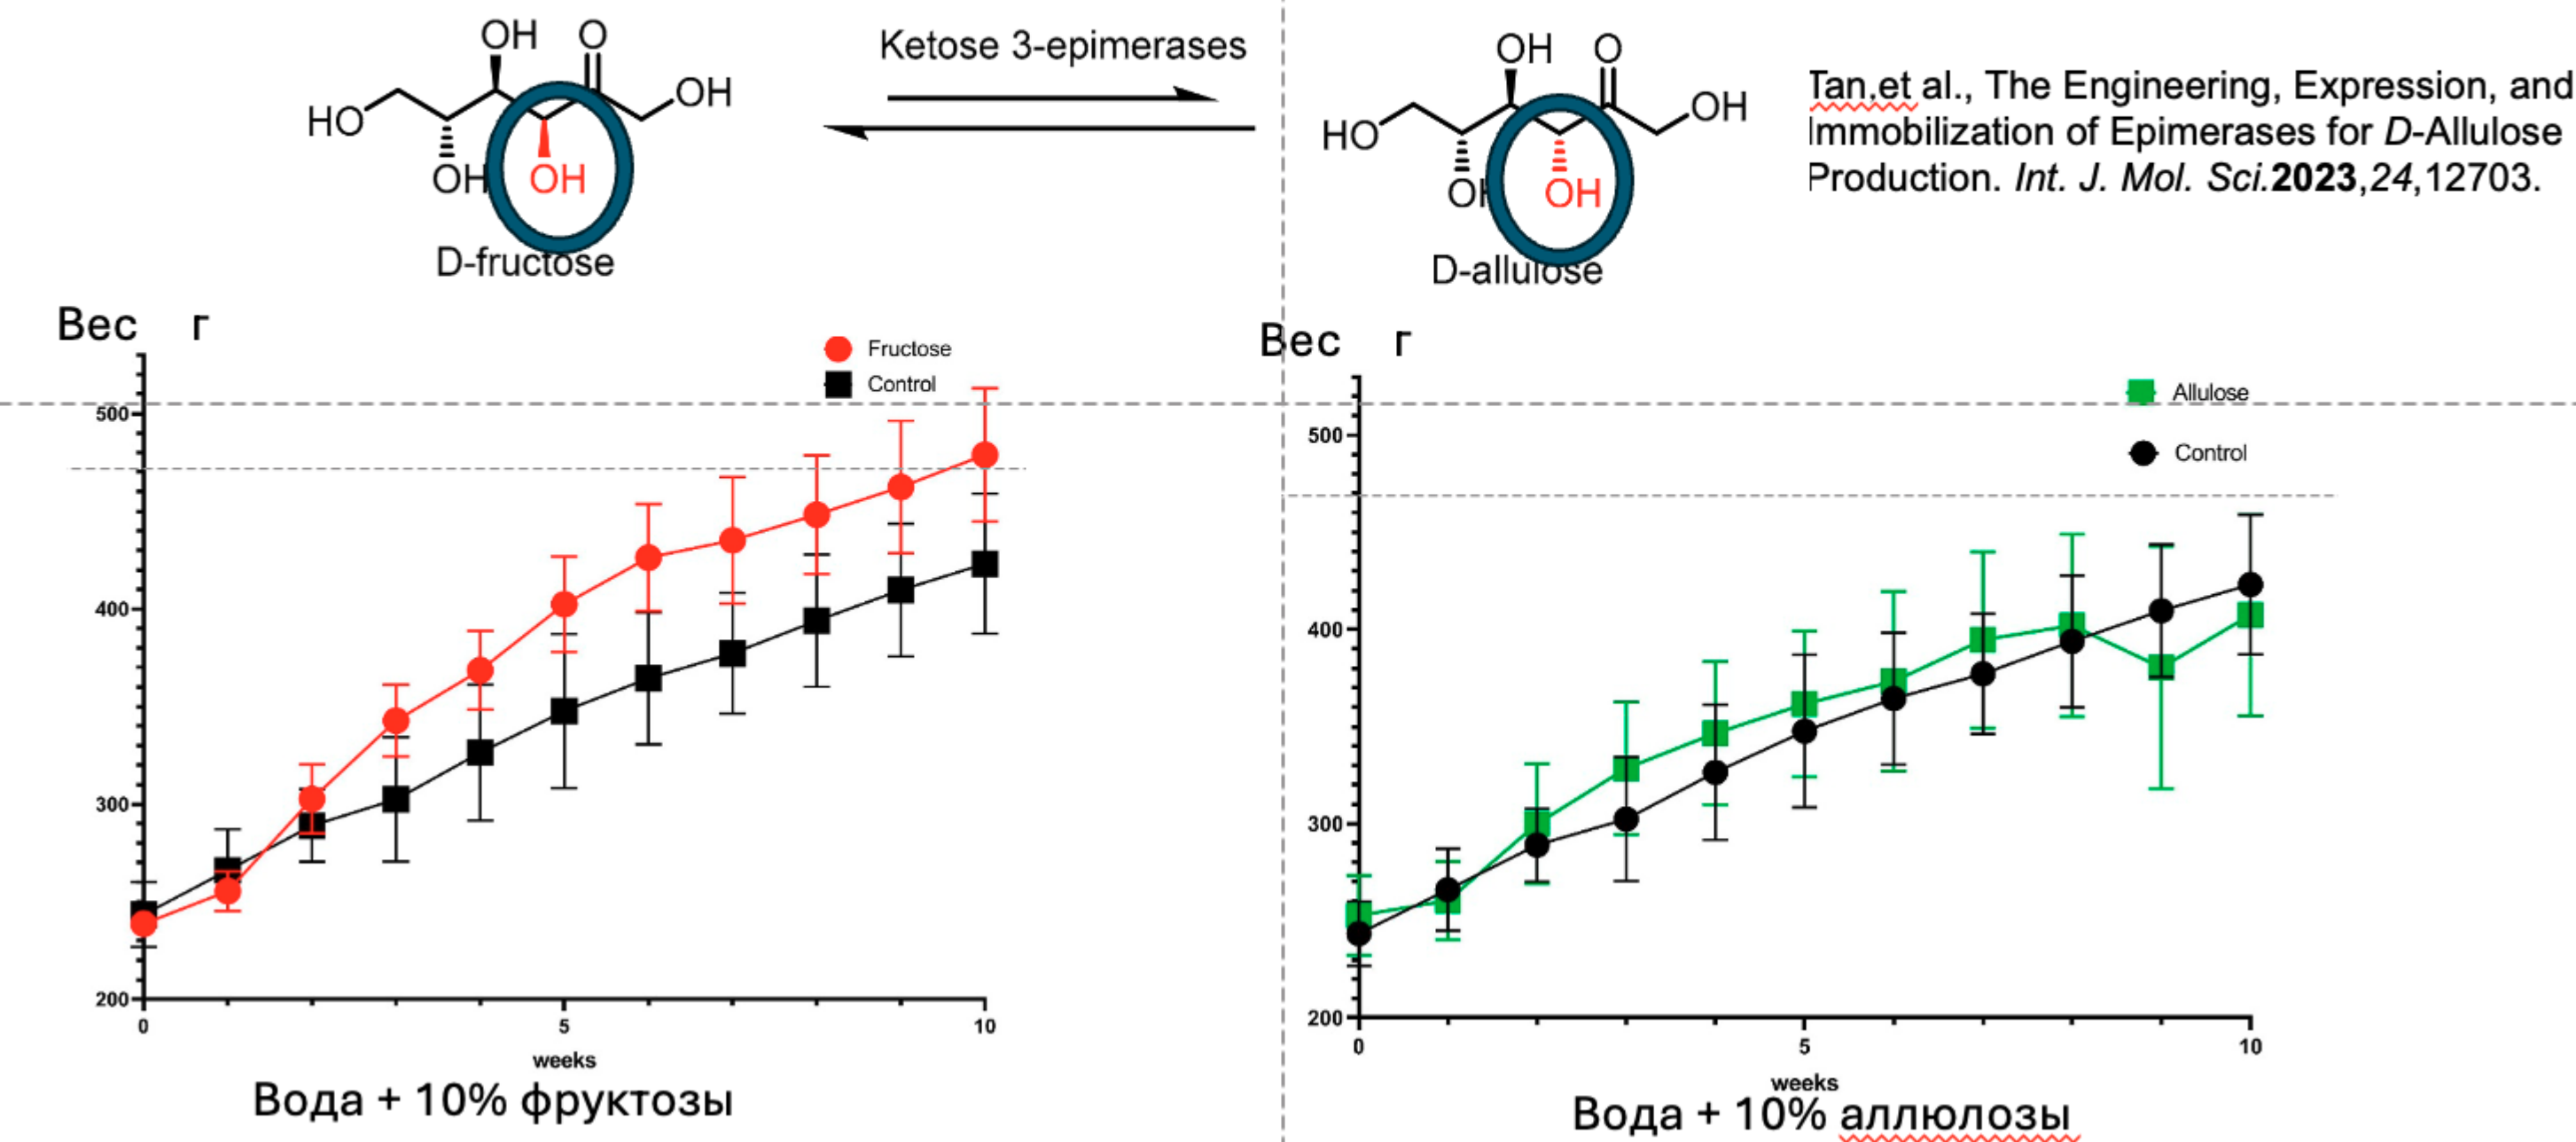 OH O
Ketose 3-epimerases
HO OH
OH OH
D-fructose
OH O
HO OH
OH OH
D-allulose
Tan,et al., The Engineering, Expression, and
Immobilization of Epimerases for D-Allulose
Production. Int. J. Mol. Sci.2023,24,12703.
Вес г
Fructose
Control
500
400
300
200
0 5 10
weeks
Вода + 10% фруктозы
Вес г
Allulose
Control
500
400
300
200
0 5 10
weeks
Вода + 10% аллюлозы